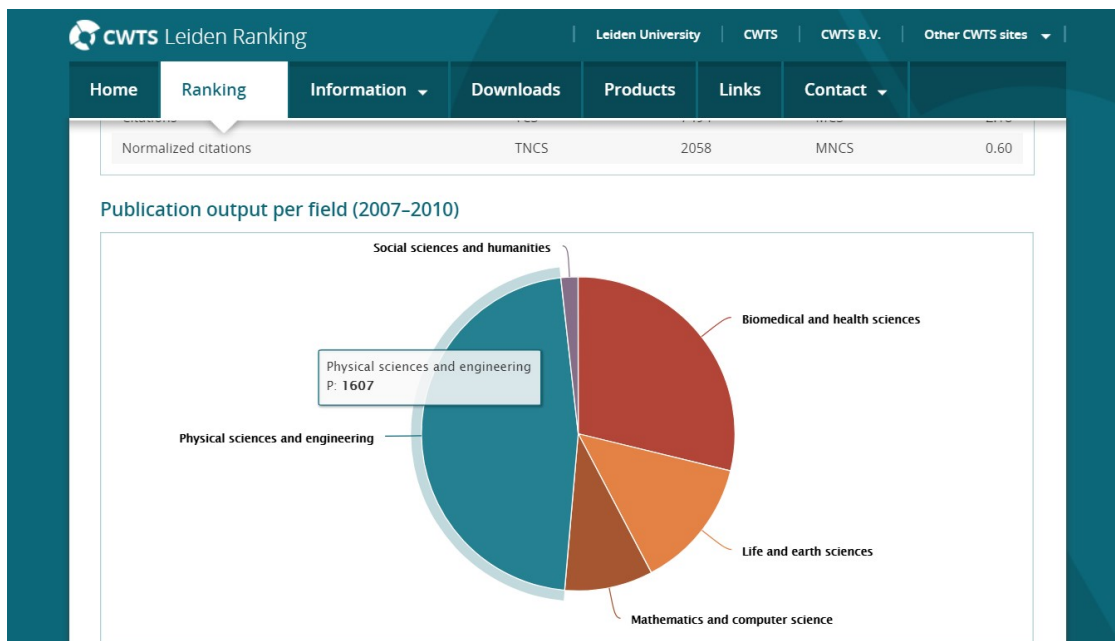 CWTS Leiden Ranking
Leiden University CWTS CWTS B.V. Other CWTS sites
Home Ranking Information Downloads Products Links Contact
Normalized citations TNCS 2058 MNCS 0.60
Publication output per field (2007–2010)
Social sciences and humanities
Biomedical and health sciences
Physical sciences and engineering
P: 1607
Physical sciences and engineering
Life and earth sciences
Mathematics and computer science